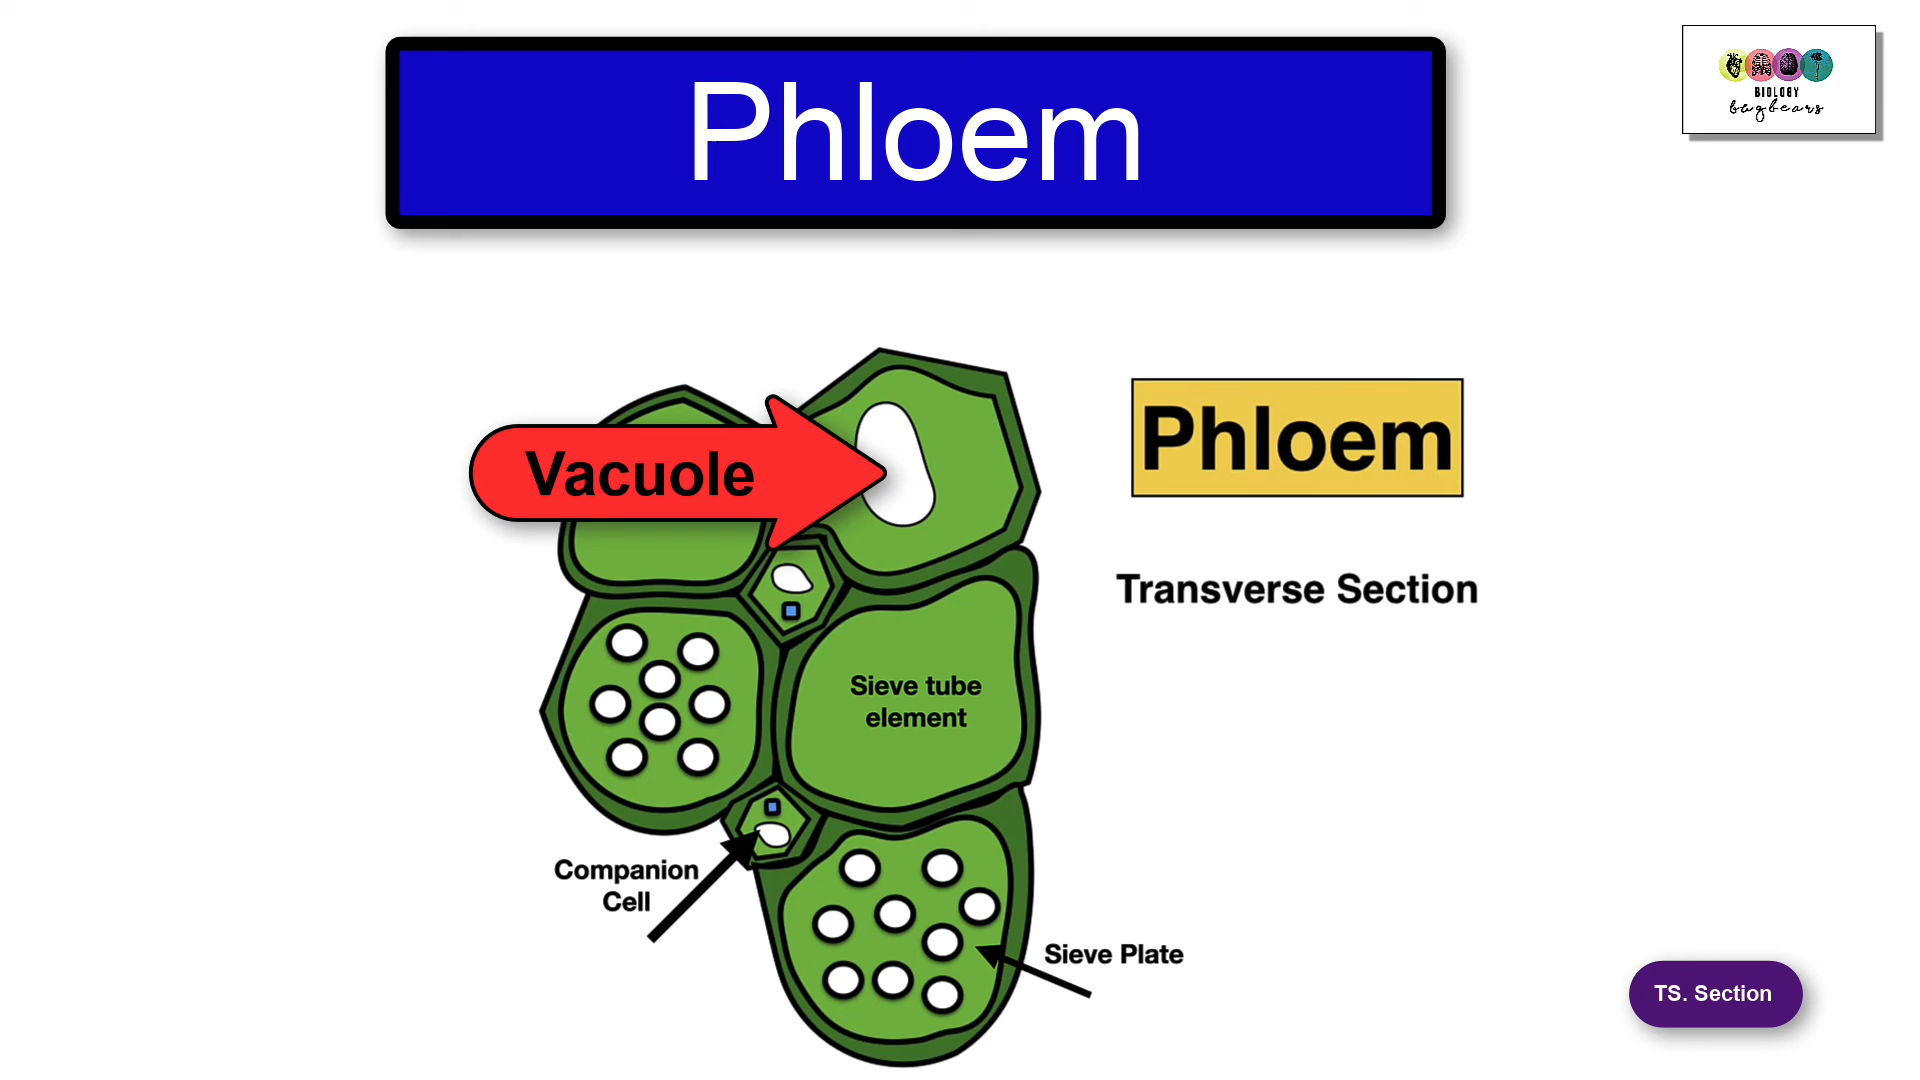 Phloem
BIOLOGY
bugbears
Phloem
Vacuole
Transverse Section
Sieve tube
element
Companion
Cell
Sieve Plate
TS. Section